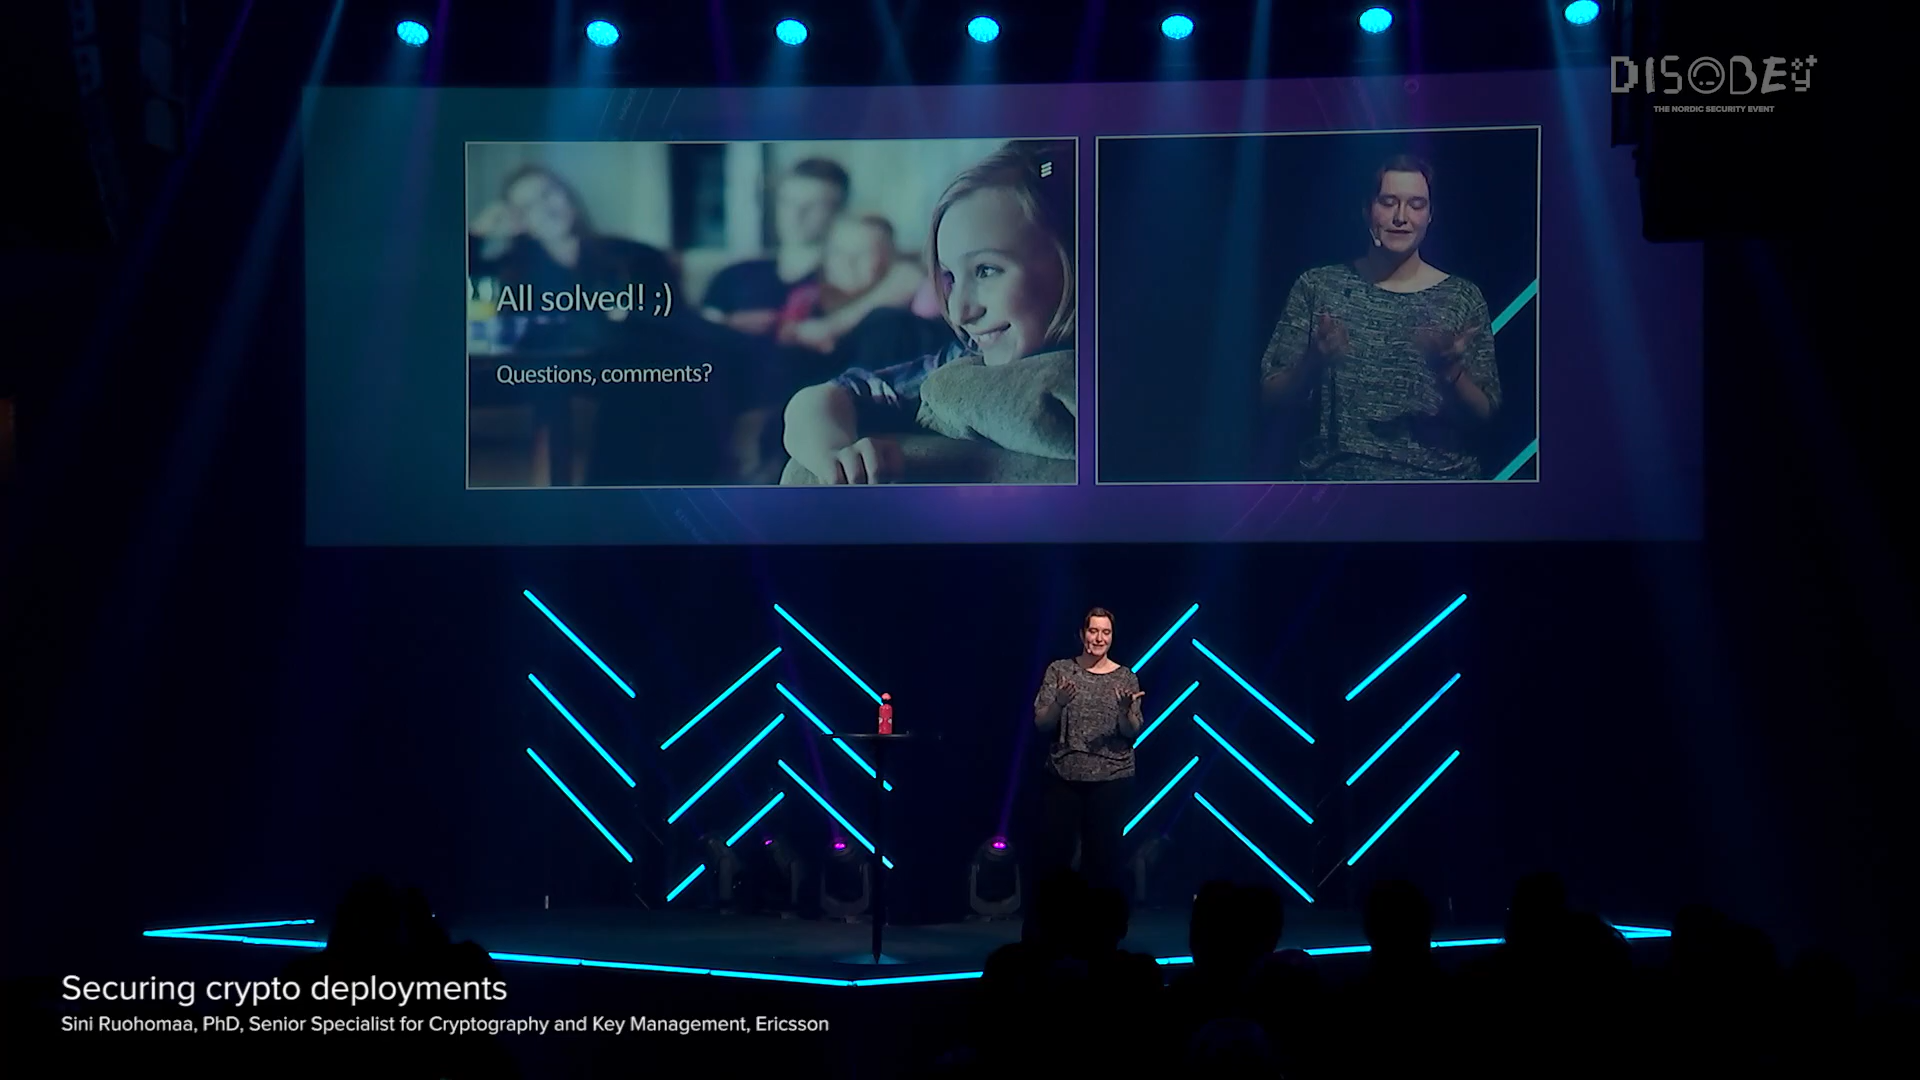 DISOBEY
THE NORDIC SECURITY EVENT
All solved! ;)
Questions, comments?
Securing crypto deployments
Sini Ruohomaa, PhD, Senior Specialist for Cryptography and Key Management, Ericsson